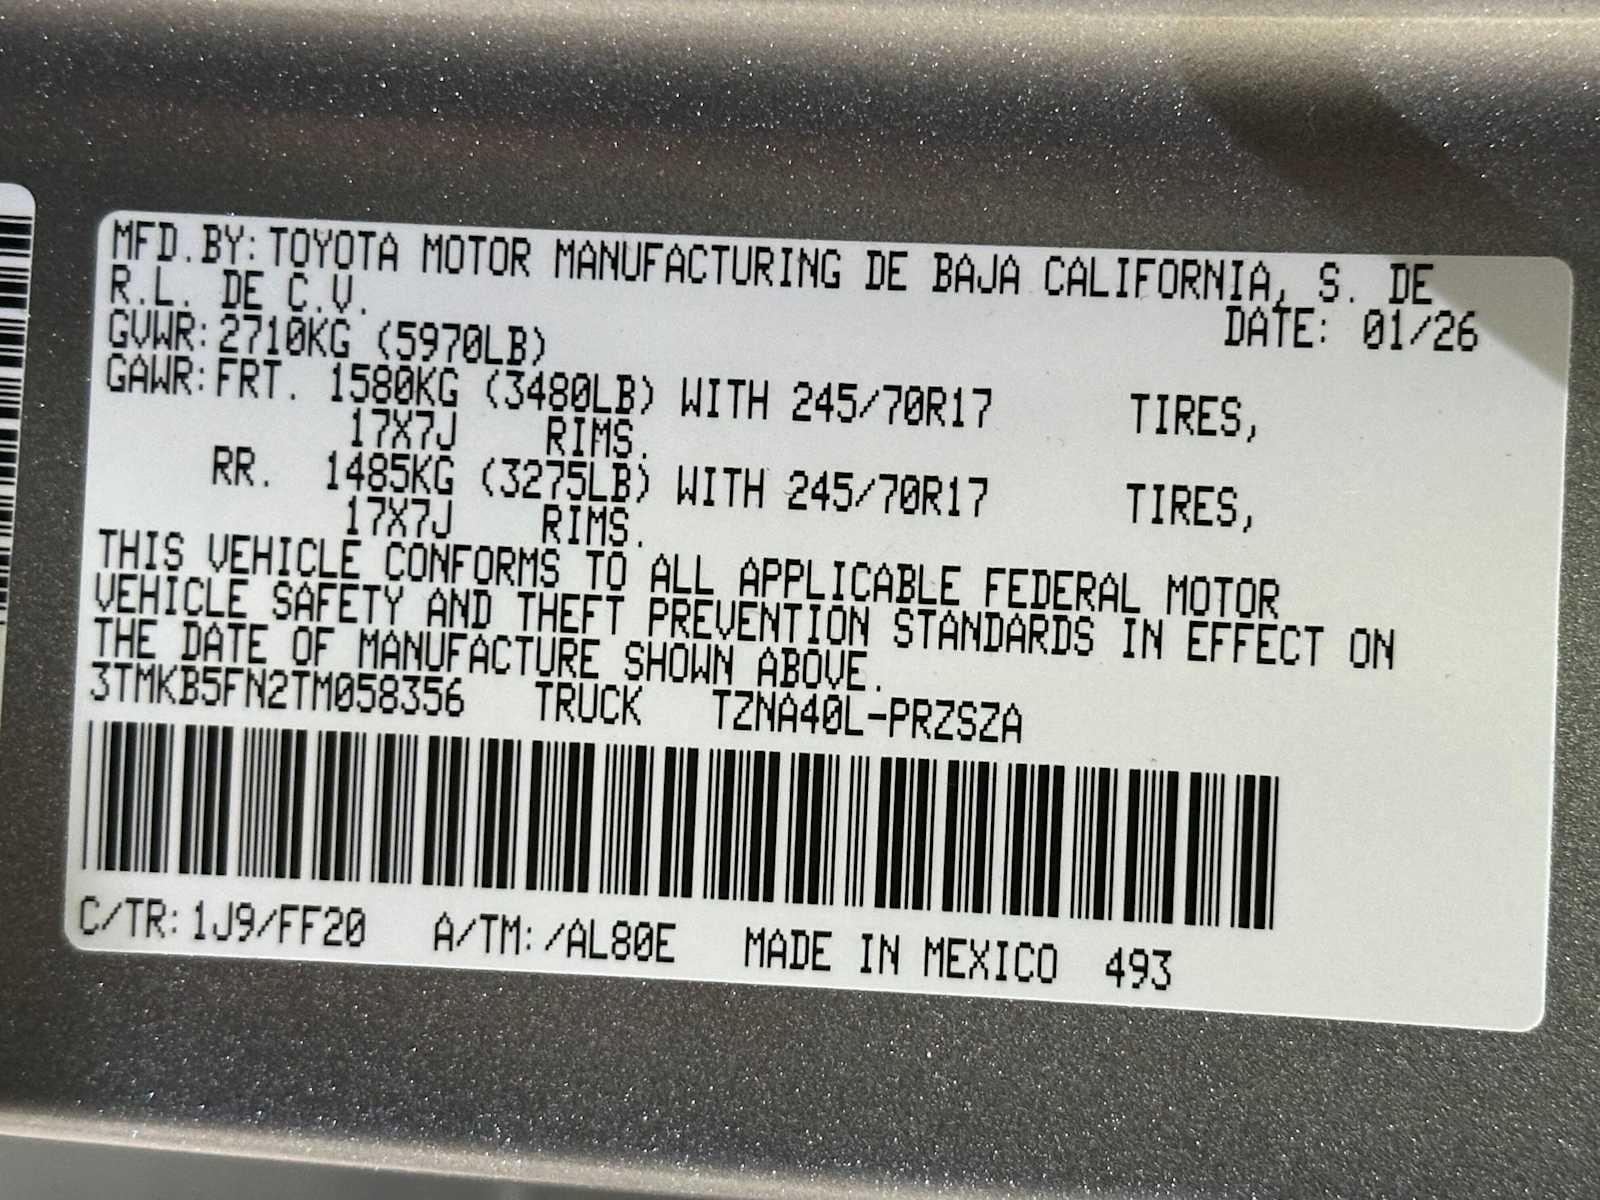 MFD.BY: TOYOTA MOTOR MANUFACTURING DE BAJA CALIFORNIA, S. DE
R.L. DE C.V. DATE: 01/26
GVWR: 2710KG (5970LB)
GAWR: FRT. 1580KG (3480LB) WITH 245/70R17 TIRES,
17X7J RIMS.
RR. 1485KG (3275LB) WITH 245/70R17 TIRES,
17X7J RIMS.
THIS VEHICLE CONFORMS TO ALL APPLICABLE FEDERAL MOTOR
VEHICLE SAFETY AND THEFT PREVENTION STANDARDS IN EFFECT ON
THE DATE OF MANUFACTURE SHOWN ABOVE.
3TMKB5FN2TM058356 TRUCK TZNA40L-PRZSZA
C/TR: 1J9/FF20 A/TM: /AL80E MADE IN MEXICO 493